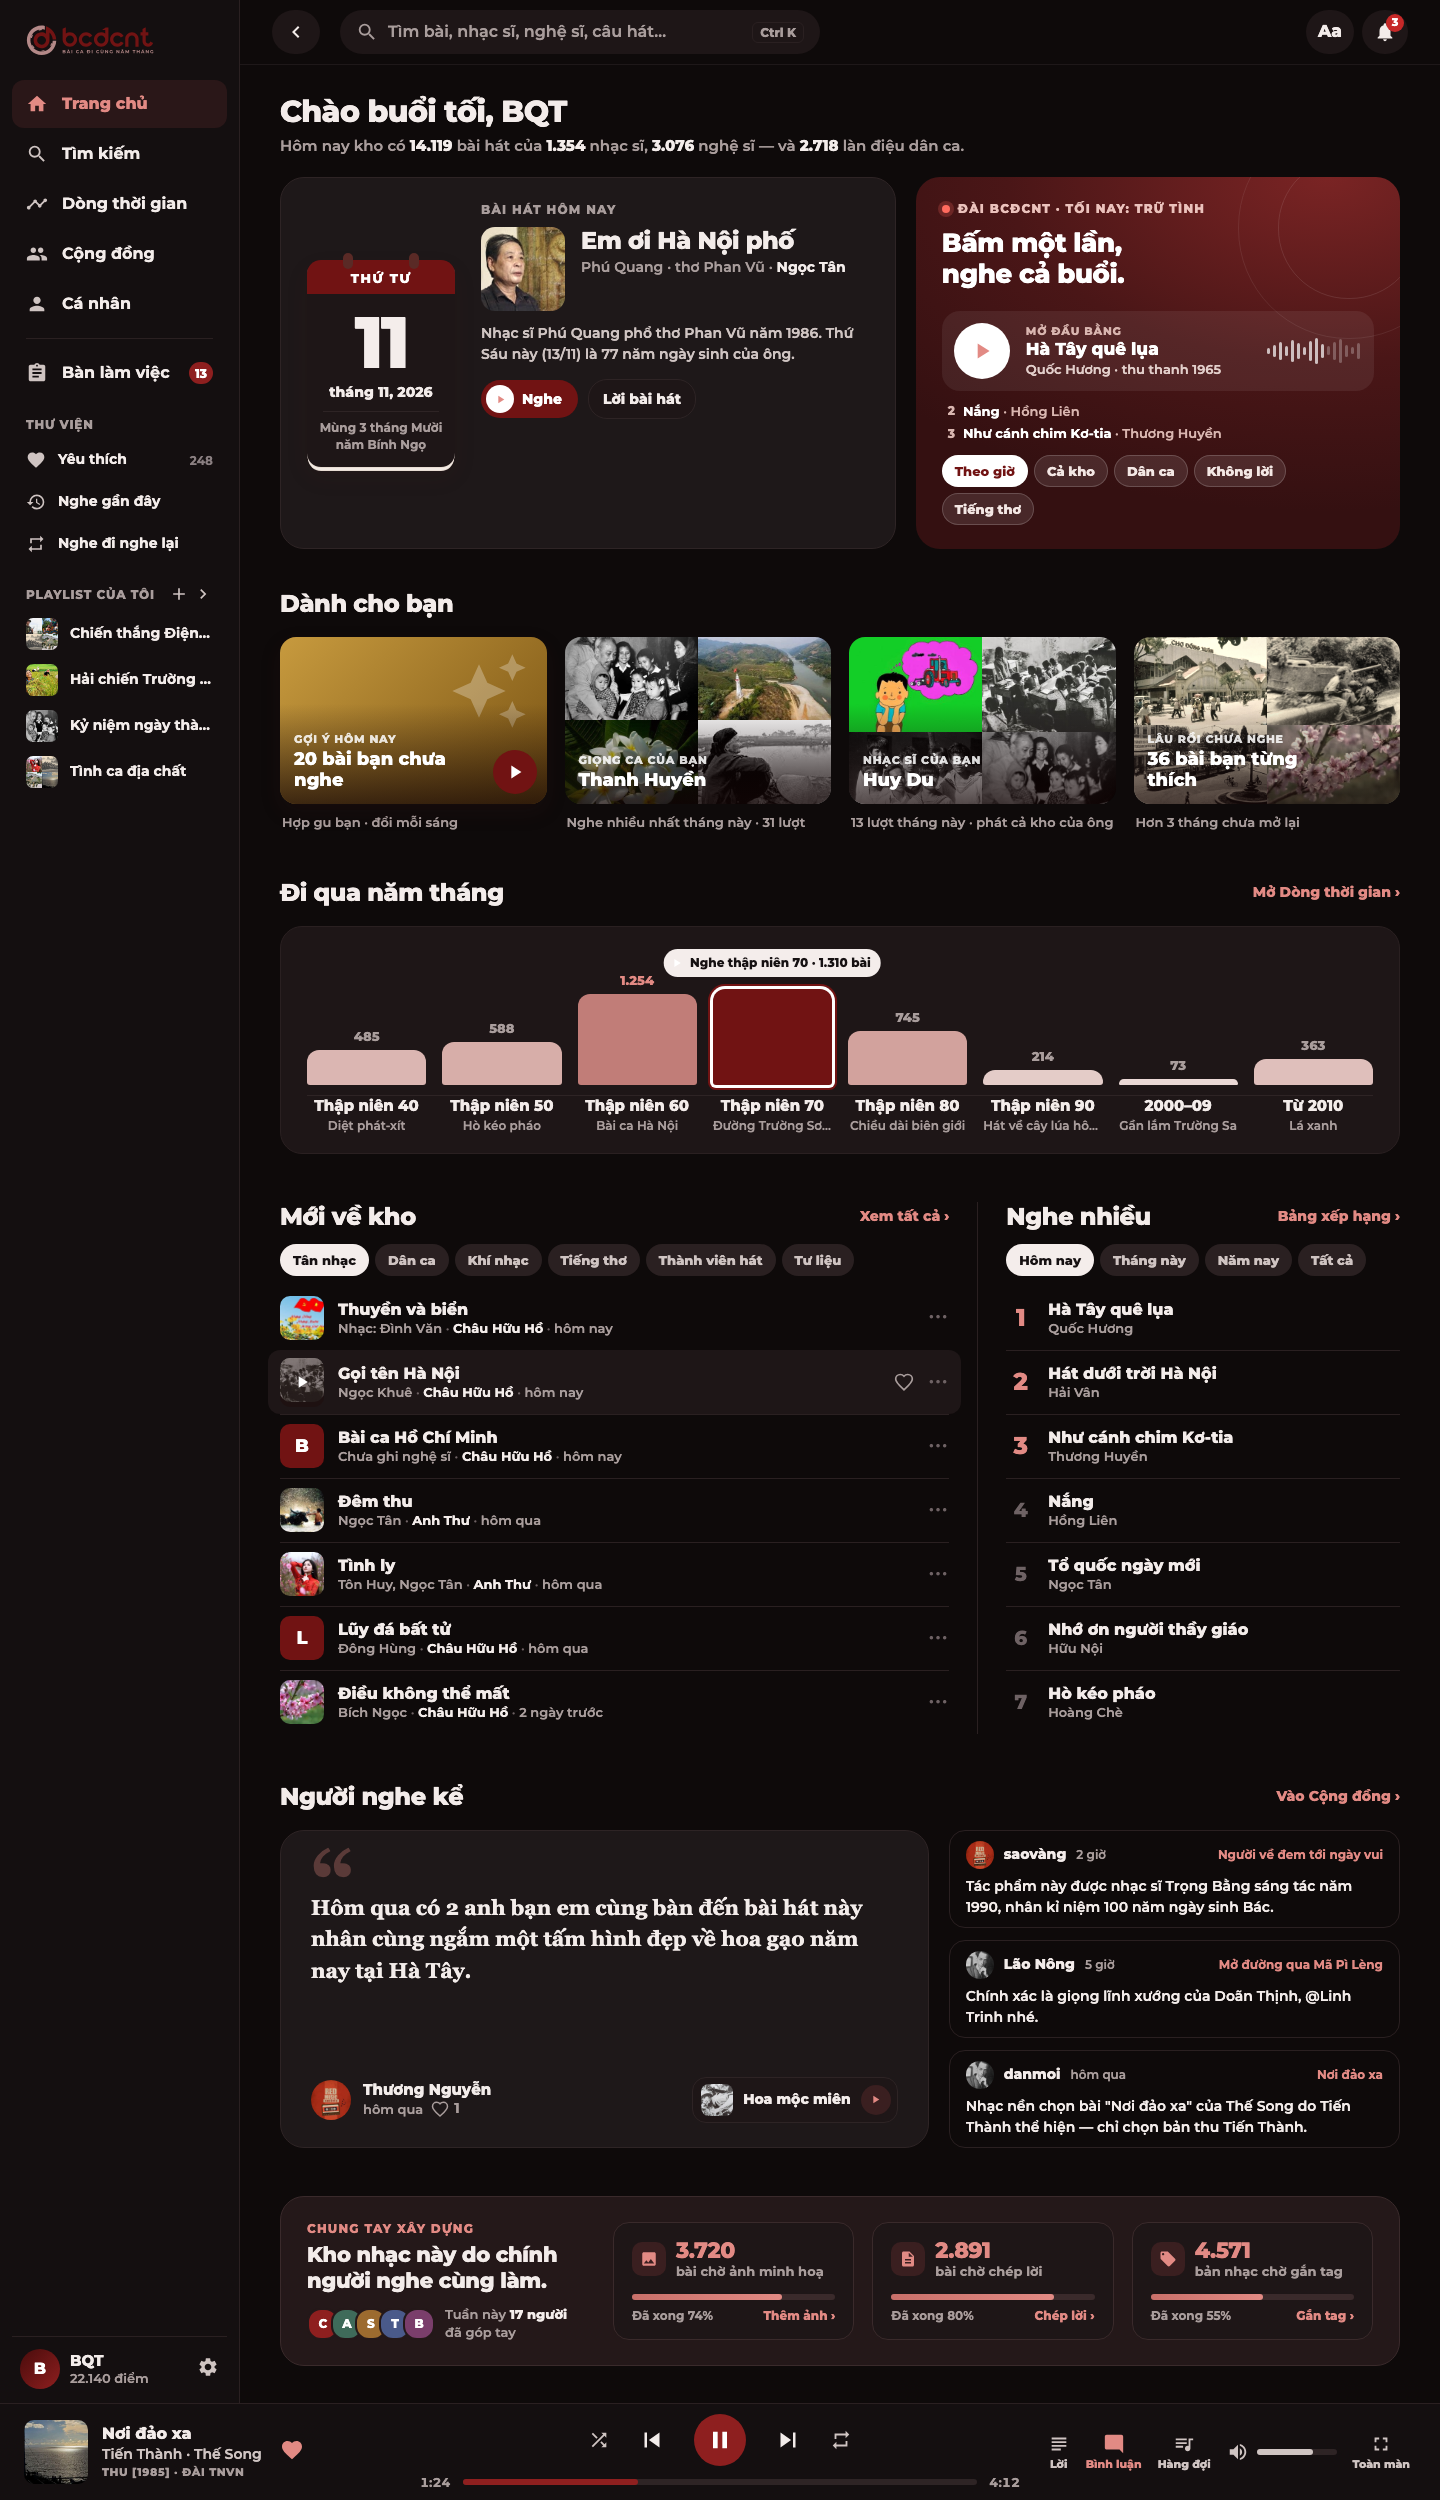 bcdcnt
BÀI CA ĐI CÙNG NĂM THÁNG
Trang chủ
Tìm kiếm
Dòng thời gian
Cộng đồng
Cá nhân
Bàn làm việc 13
THƯ VIỆN
Yêu thích 248
Nghe gần đây
Nghe đi nghe lại
PLAYLIST CỦA TÔI
Chiến thắng Điện...
Hải chiến Trường ...
Kỷ niệm ngày thà...
Tình ca địa chất
B
BQT
22.140 điểm
Tìm bài, nhạc sĩ, nghệ sĩ, câu hát... Ctrl K
Aa
3
Chào buổi tối, BQT
Hôm nay kho có 14.119 bài hát của 1.354 nhạc sĩ, 3.076 nghệ sĩ — và 2.718 làn điệu dân ca.
THỨ TƯ
11
tháng 11, 2026
Mùng 3 tháng Mười
năm Bính Ngọ
BÀI HÁT HÔM NAY
Em ơi Hà Nội phố
Phú Quang · thơ Phan Vũ · Ngọc Tân
Nhạc sĩ Phú Quang phổ thơ Phan Vũ năm 1986. Thứ
Sáu này (13/11) là 77 năm ngày sinh của ông.
Nghe
Lời bài hát
ĐÀI BCĐCNT · TỐI NAY: TRỮ TÌNH
Bấm một lần,
nghe cả buổi.
MỞ ĐẦU BẰNG
Hà Tây quê lụa
Quốc Hương · thu thanh 1965
2 Nắng · Hồng Liên
3 Như cánh chim Kơ-tia · Thương Huyền
Theo giờ
Cả kho
Dân ca
Không lời
Tiếng thơ
Dành cho bạn
GỢI Ý HÔM NAY
20 bài bạn chưa
nghe
Hợp gu bạn · đổi mỗi sáng
GIỌNG CA CỦA BẠN
Thanh Huyền
Nghe nhiều nhất tháng này · 31 lượt
NHẠC SĨ CỦA BẠN
Huy Du
13 lượt tháng này · phát cả kho của ông
CHỢ ĐỒNG XUÂN
LÂU RỒI CHƯA NGHE
36 bài bạn từng
thích
Hơn 3 tháng chưa mở lại
Đi qua năm tháng
Mở Dòng thời gian ›
Nghe thập niên 70 · 1.310 bài
485
588
1.254
745
214
73
363
Thập niên 40
Thập niên 50
Thập niên 60
Thập niên 70
Thập niên 80
Thập niên 90
2000–09
Từ 2010
Diệt phát-xít
Hò kéo pháo
Bài ca Hà Nội
Đường Trường Sơ...
Chiều dài biên giới
Hát về cây lúa hô...
Gần lắm Trường Sa
Lá xanh
Mới về kho
Xem tất cả ›
Tân nhạc
Dân ca
Khí nhạc
Tiếng thơ
Thành viên hát
Tư liệu
Thuyền và biển
Nhạc: Đình Văn · Châu Hữu Hồ · hôm nay
Gọi tên Hà Nội
Ngọc Khuê · Châu Hữu Hồ · hôm nay
B
Bài ca Hồ Chí Minh
Chưa ghi nghệ sĩ · Châu Hữu Hồ · hôm nay
Đêm thu
Ngọc Tân · Anh Thư · hôm qua
Tình ly
Tôn Huy, Ngọc Tân · Anh Thư · hôm qua
L
Lũy đá bất tử
Đông Hùng · Châu Hữu Hồ · hôm qua
Điều không thể mất
Bích Ngọc · Châu Hữu Hồ · 2 ngày trước
Nghe nhiều
Bảng xếp hạng ›
Hôm nay
Tháng này
Năm nay
Tất cả
1 Hà Tây quê lụa
Quốc Hương
2 Hát dưới trời Hà Nội
Hải Vân
3 Như cánh chim Kơ-tia
Thương Huyền
4 Nắng
Hồng Liên
5 Tổ quốc ngày mới
Ngọc Tân
6 Nhớ ơn người thầy giáo
Hữu Nội
7 Hò kéo pháo
Hoàng Chè
Người nghe kể
Vào Cộng đồng ›
“
Hôm qua có 2 anh bạn em cùng bàn đến bài hát này
nhân cùng ngắm một tấm hình đẹp về hoa gạo năm
nay tại Hà Tây.
Thương Nguyễn
hôm qua 1
Hoa mộc miên
saovàng 2 giờ Người về đem tới ngày vui
Tác phẩm này được nhạc sĩ Trọng Bằng sáng tác năm
1990, nhân kỉ niệm 100 năm ngày sinh Bác.
Lão Nông 5 giờ Mở đường qua Mã Pì Lèng
Chính xác là giọng lĩnh xướng của Doãn Thịnh, @Linh
Trinh nhé.
danmoi hôm qua Nơi đảo xa
Nhạc nền chọn bài "Nơi đảo xa" của Thế Song do Tiến
Thành thể hiện — chỉ chọn bản thu Tiến Thành.
CHUNG TAY XÂY DỰNG
Kho nhạc này do chính
người nghe cùng làm.
C A S T B
Tuần này 17 người
đã góp tay
3.720
bài chờ ảnh minh hoạ
Đã xong 74% Thêm ảnh ›
2.891
bài chờ chép lời
Đã xong 80% Chép lời ›
4.571
bản nhạc chờ gắn tag
Đã xong 55% Gắn tag ›
Nơi đảo xa
Tiến Thành · Thế Song
THU [1985] · ĐÀI TNVN
1:24
4:12
Lời
Bình luận
Hàng đợi
Toàn màn